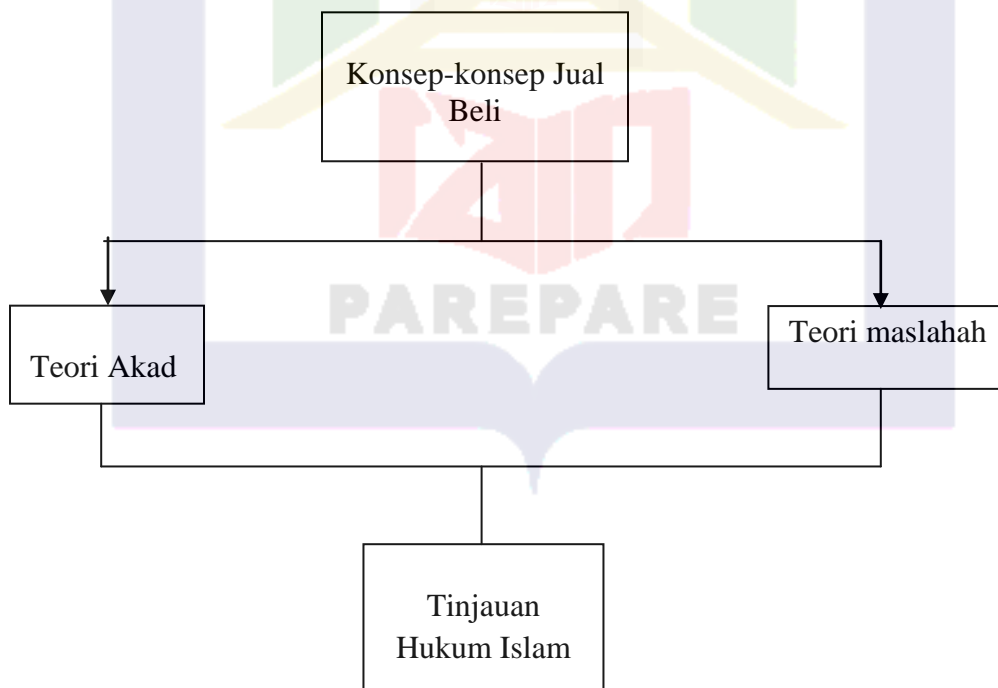 Konsep-konsep Jual
Beli
PAREPARE
Teori Akad
Teori maslahah
Tinjauan
Hukum Islam